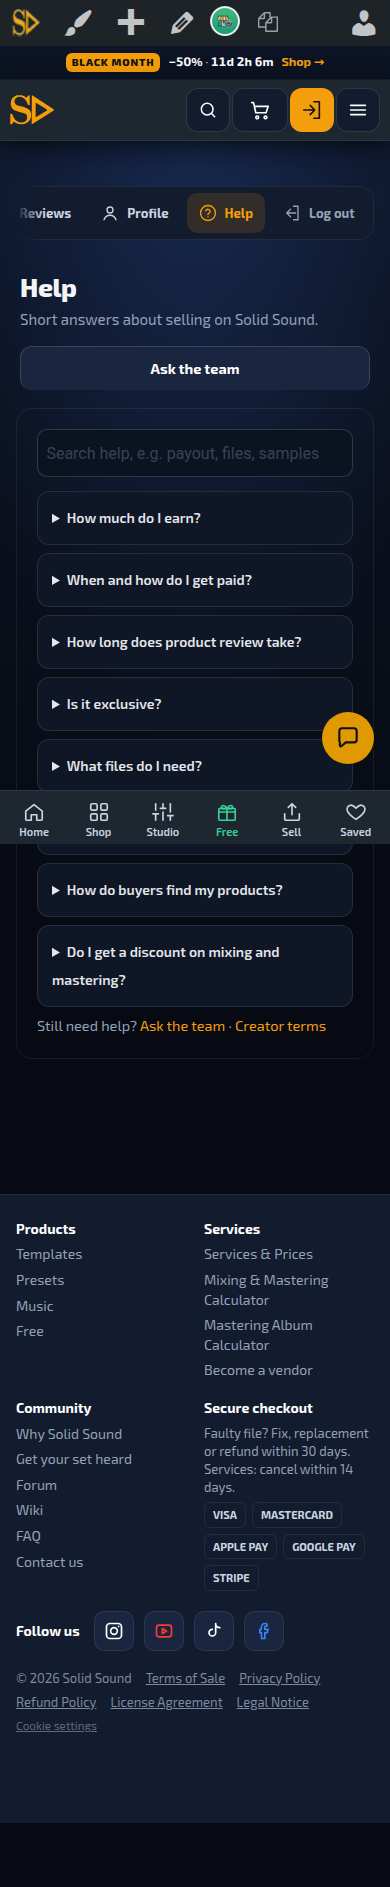 BLACK MONTH −50% · 11d 2h 6m Shop →
S
Reviews Profile Help Log out
Help
Short answers about selling on Solid Sound.
Ask the team
Search help, e.g. payout, files, samples
How much do I earn?
When and how do I get paid?
How long does product review take?
Is it exclusive?
What files do I need?
Home Shop Studio Free Sell Saved
How do buyers find my products?
Do I get a discount on mixing and
mastering?
Still need help? Ask the team · Creator terms
Products
Templates
Presets
Music
Free
Services
Services & Prices
Mixing & Mastering
Calculator
Mastering Album
Calculator
Become a vendor
Community
Why Solid Sound
Get your set heard
Forum
Wiki
FAQ
Contact us
Secure checkout
Faulty file? Fix, replacement
or refund within 30 days.
Services: cancel within 14
days.
VISA MASTERCARD
APPLE PAY GOOGLE PAY
STRIPE
Follow us
© 2026 Solid Sound Terms of Sale Privacy Policy
Refund Policy License Agreement Legal Notice
Cookie settings